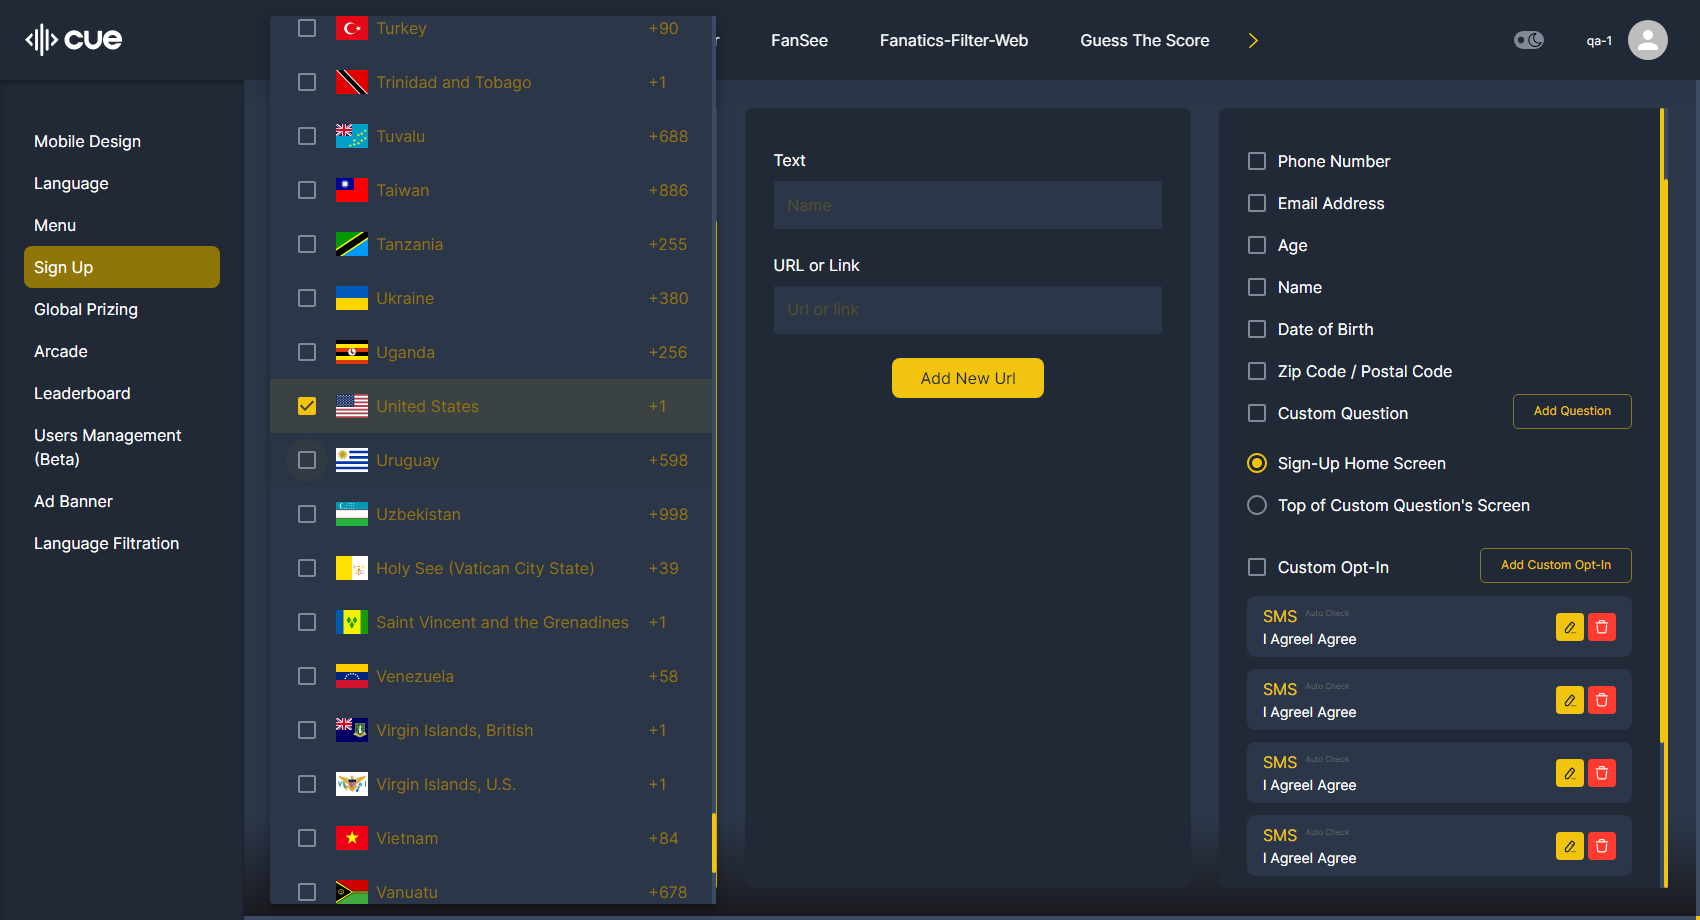 cue
r
FanSee
Fanatics-Filter-Web
Guess The Score
qa-1
Mobile Design
Language
Menu
Sign Up
Global Prizing
Arcade
Leaderboard
Users Management
(Beta)
Ad Banner
Language Filtration
Turkey +90
Trinidad and Tobago +1
Tuvalu +688
Taiwan +886
Tanzania +255
Ukraine +380
Uganda +256
United States +1
Uruguay +598
Uzbekistan +998
Holy See (Vatican City State) +39
Saint Vincent and the Grenadines +1
Venezuela +58
Virgin Islands, British +1
Virgin Islands, U.S. +1
Vietnam +84
Vanuatu +678
Text
Name
URL or Link
Url or link
Add New Url
Phone Number
Email Address
Age
Name
Date of Birth
Zip Code / Postal Code
Custom Question
Add Question
Sign-Up Home Screen
Top of Custom Question's Screen
Custom Opt-In
Add Custom Opt-In
SMS Auto Check
I AgreeI Agree
SMS Auto Check
I AgreeI Agree
SMS Auto Check
I AgreeI Agree
SMS Auto Check
I AgreeI Agree